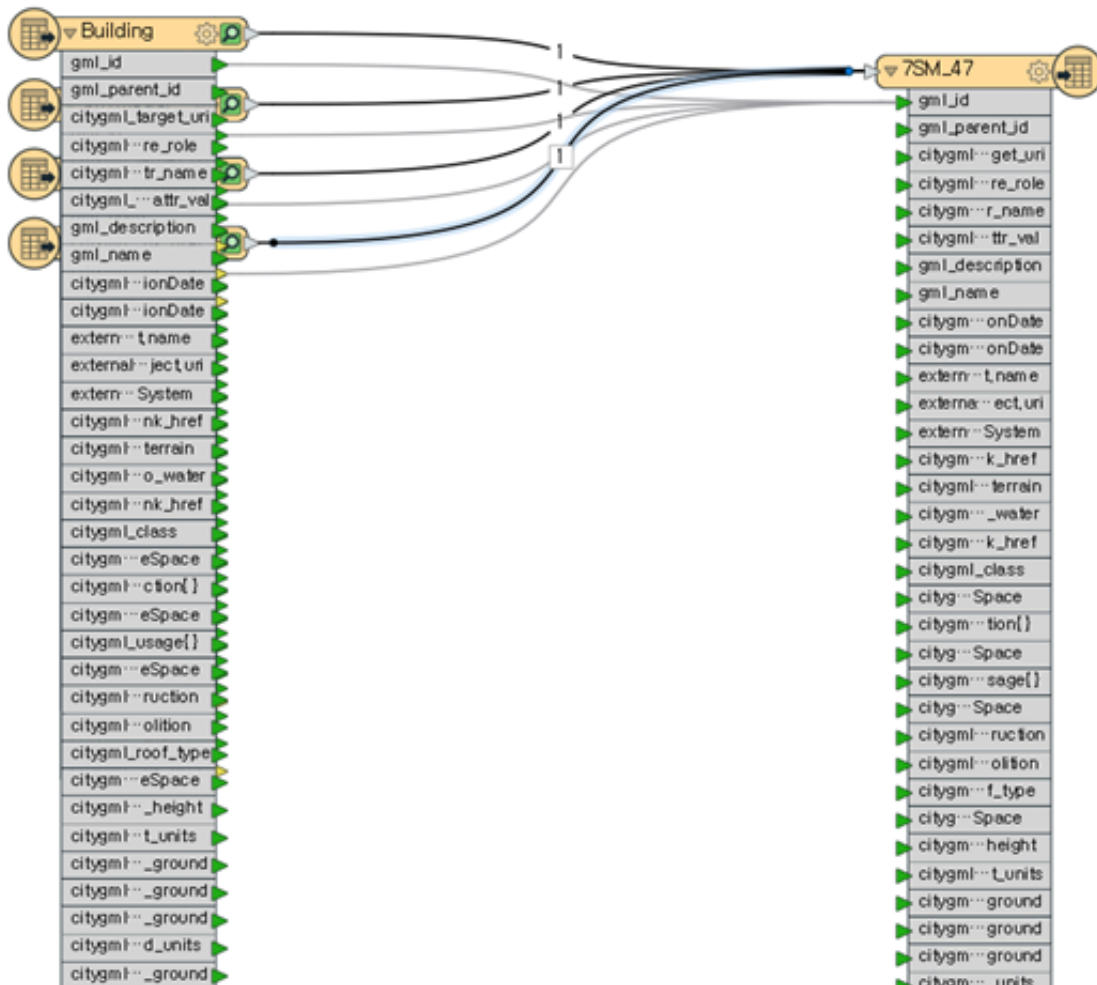 Building
gml_id
gml_parent_id
citygml_target_uri
citygml···re_role
citygml···tr_name
citygml_···attr_val
gml_description
gml_name
citygml···ionDate
citygml···ionDate
extern···t,name
external···ject,uri
extern···System
citygml···nk_href
citygml···terrain
citygml···o_water
citygml···nk_href
citygml_class
citygm···eSpace
citygml···ction{}
citygm···eSpace
citygml_usage{}
citygm···eSpace
citygml···ruction
citygml···olition
citygml_roof_type
citygm···eSpace
citygml···_height
citygml···t_units
citygml···_ground
citygml···_ground
citygml···_ground
citygml···d_units
citygml···_ground
1
1
1
1
7SM_47
gml_id
gml_parent_id
citygml···get_uri
citygml···re_role
citygm···r_name
citygml···ttr_val
gml_description
gml_name
citygm···onDate
citygm···onDate
extern···t,name
externa···ect,uri
extern···System
citygm···k_href
citygml···terrain
citygm···_water
citygm···k_href
citygml_class
cityg···Space
citygm···tion{}
cityg···Space
citygm···sage{}
cityg···Space
citygml···ruction
citygml···olition
citygm···f_type
cityg···Space
citygm···height
citygml···t_units
citygm···ground
citygm···ground
citygm···ground
citygm···_units